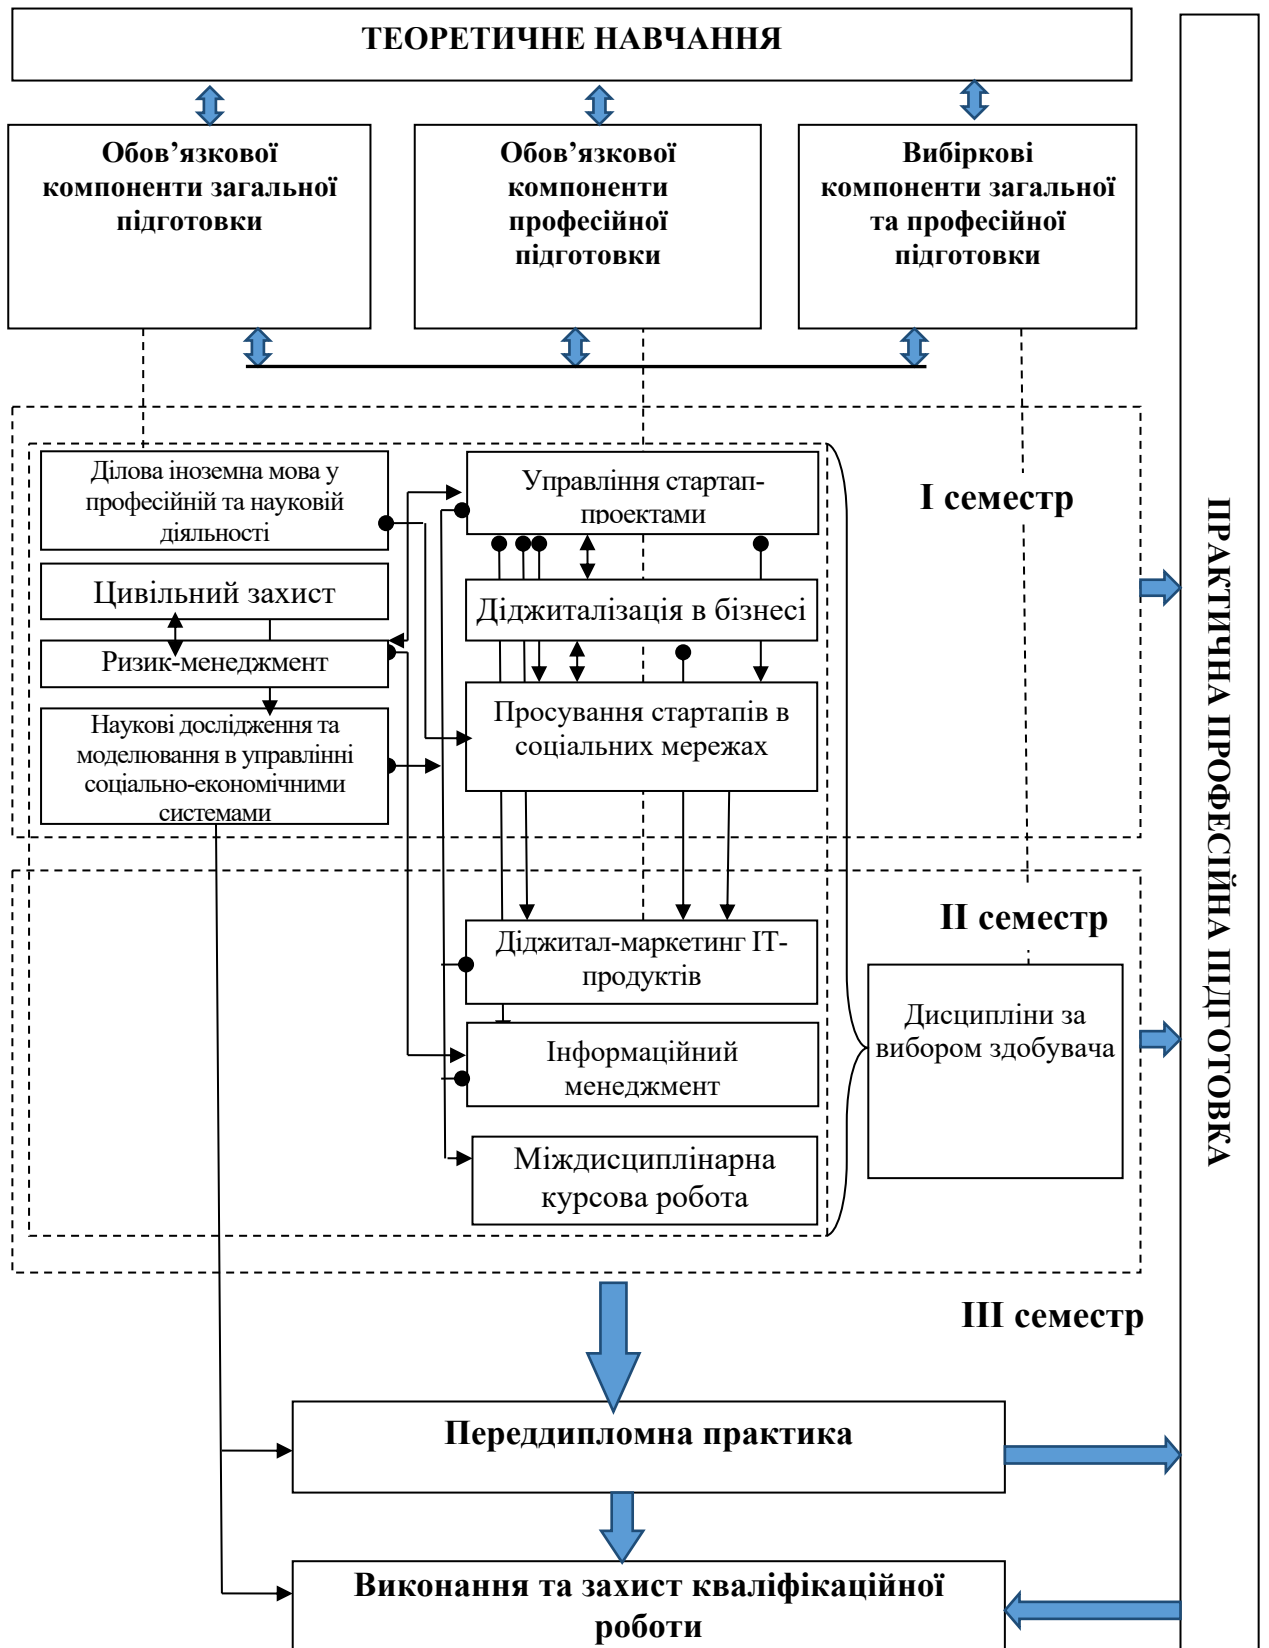 ТЕОРЕТИЧНЕ НАВЧАННЯ
Обов’язкової
компоненти загальної
підготовки
Обов’язкової
компоненти
професійної
підготовки
Вибіркові
компоненти загальної
та професійної
підготовки
Ділова іноземна мова у
професійній та науковій
діяльності
Цивільний захист
Ризик-менеджмент
Наукові дослідження та
моделювання в управлінні
соціально-економічними
системами
Управління стартап-
проектами
Діджиталізація в бізнесі
Просування стартапів в
соціальних мережах
I семестр
II семестр
Діджитал-маркетинг ІТ-
продуктів
Інформаційний
менеджмент
Міждисциплінарна
курсова робота
Дисципліни за
вибором здобувача
ПРАКТИЧНА ПРОФЕСІЙНА ПІДГОТОВКА
III семестр
Переддипломна практика
Виконання та захист кваліфікаційної
роботи